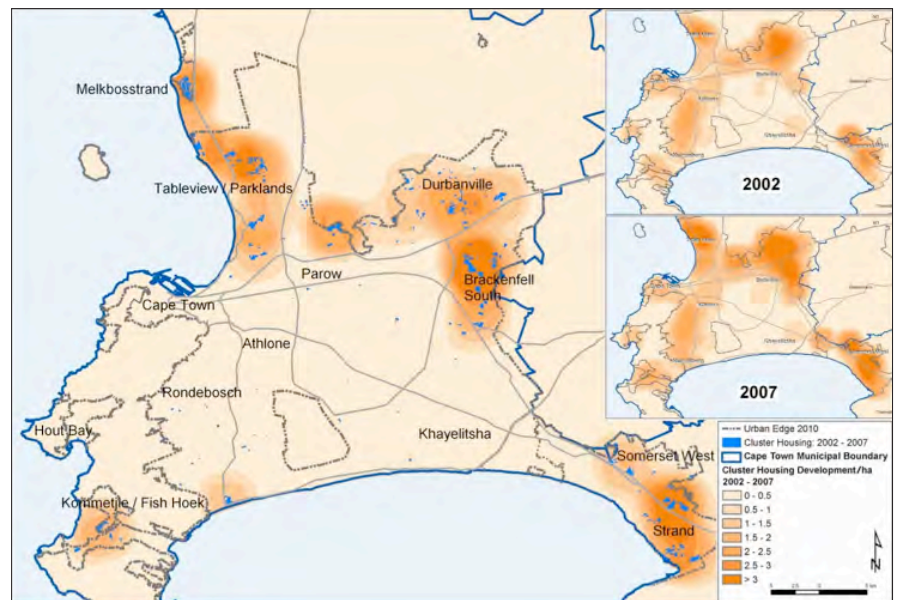 Melkbosstrand
Tableview / Parklands
Durbanville
Brackenfell
South
Parow
Cape Town
Athlone
Rondebosch
Hout Bay
Khayelitsha
Somerset West
Kommetjie / Fish Hoek
Strand
2002
Khayelitsha
2007
Khayelitsha
Urban Edge 2010
Cluster Housing: 2002 - 2007
Cape Town Municipal Boundary
Cluster Housing Development/ha
2002 - 2007
0 - 0.5
0.5 - 1
1 - 1.5
1.5 - 2
2 - 2.5
2.5 - 3
> 3
N